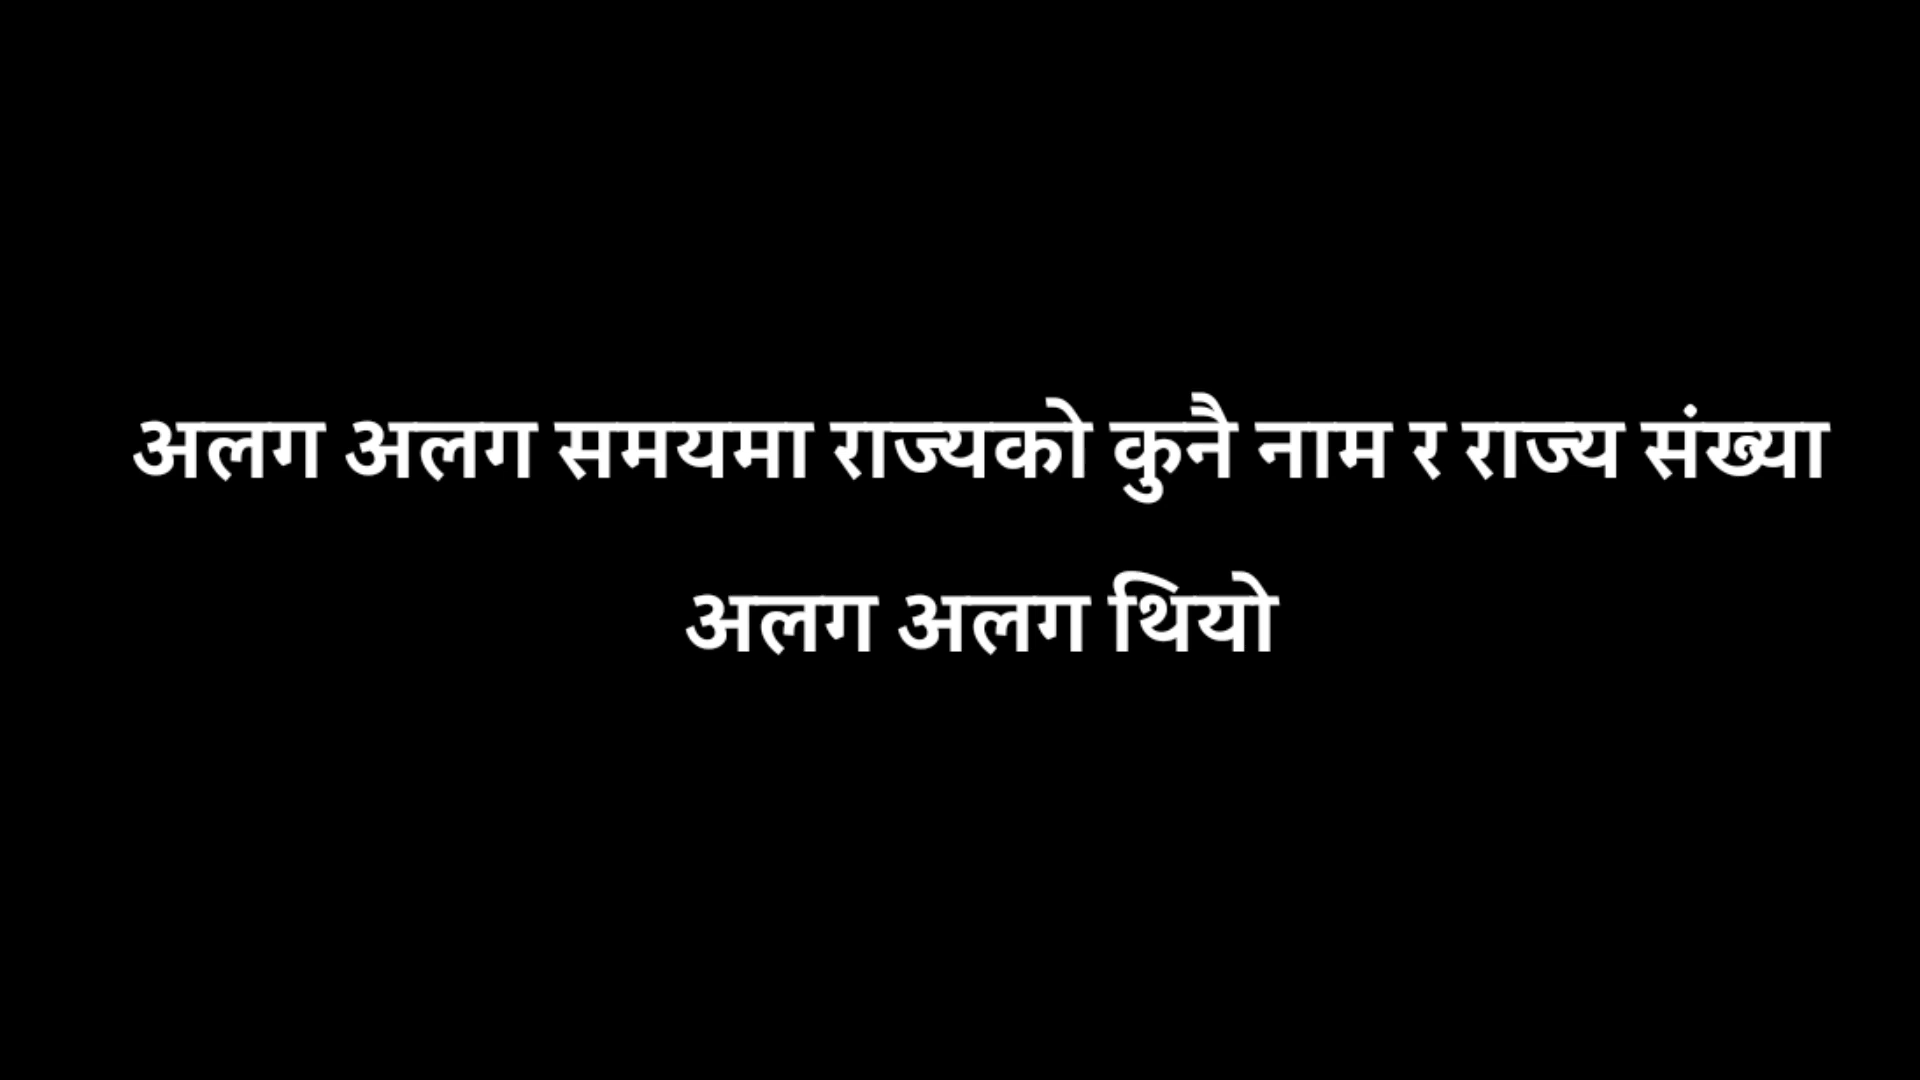 अलग अलग समयमा राज्यको कुनै नाम र राज्य संख्या
अलग अलग थियो